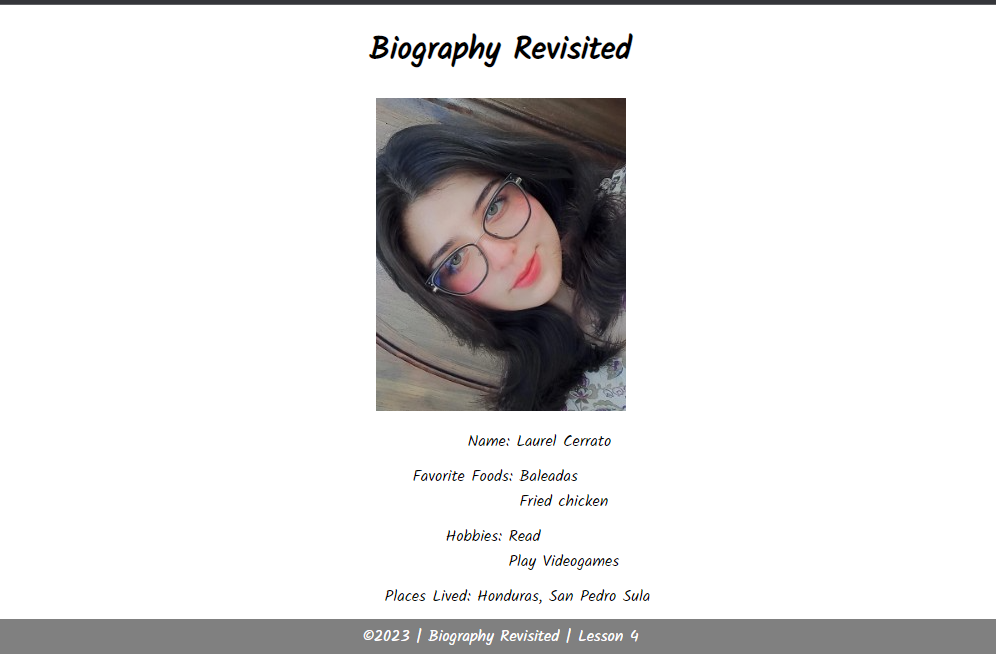 Biography Revisited
Name: Laurel Cerrato
Favorite Foods: Baleadas
Fried chicken
Hobbies: Read
Play Videogames
Places Lived: Honduras, San Pedro Sula
©2023 | Biography Revisited | Lesson 4